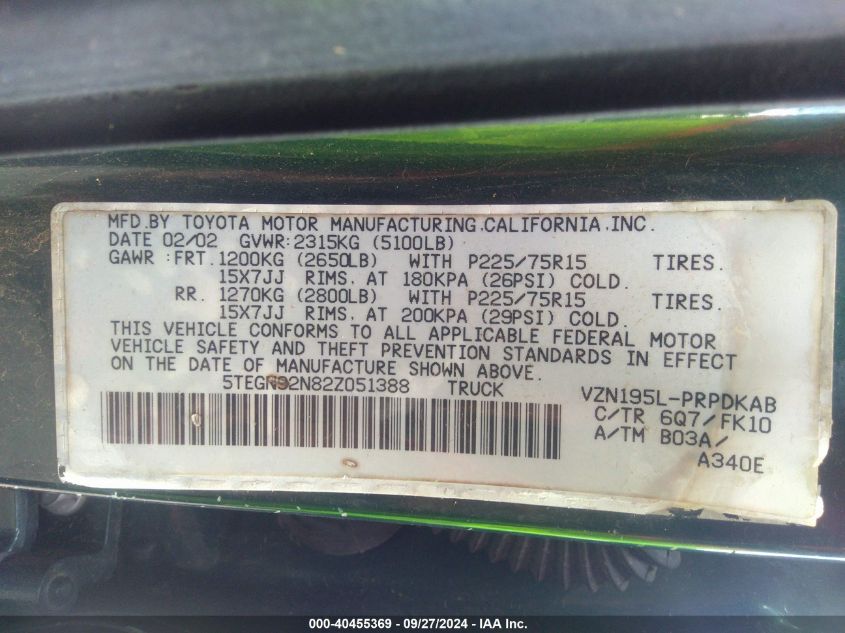 MFD.BY TOYOTA MOTOR MANUFACTURING.CALIFORNIA.INC.
DATE 02/02 GVWR:2315KG (5100LB)
GAWR :FRT.1200KG (2650LB) WITH P225/75R15 TIRES.
15X7JJ RIMS. AT 180KPA (26PSI) COLD.
RR. 1270KG (2800LB) WITH P225/75R15 TIRES.
15X7JJ RIMS. AT 200KPA (29PSI) COLD.
THIS VEHICLE CONFORMS TO ALL APPLICABLE FEDERAL MOTOR
VEHICLE SAFETY AND THEFT PREVENTION STANDARDS IN EFFECT
ON THE DATE OF MANUFACTURE SHOWN ABOVE.
5TEGN92N82Z051388 TRUCK VZN195L-PRPDKAB
C/TR 6Q7/FK10
A/TM B03A/
A340E
000-40455369 - 09/27/2024 - IAA Inc.